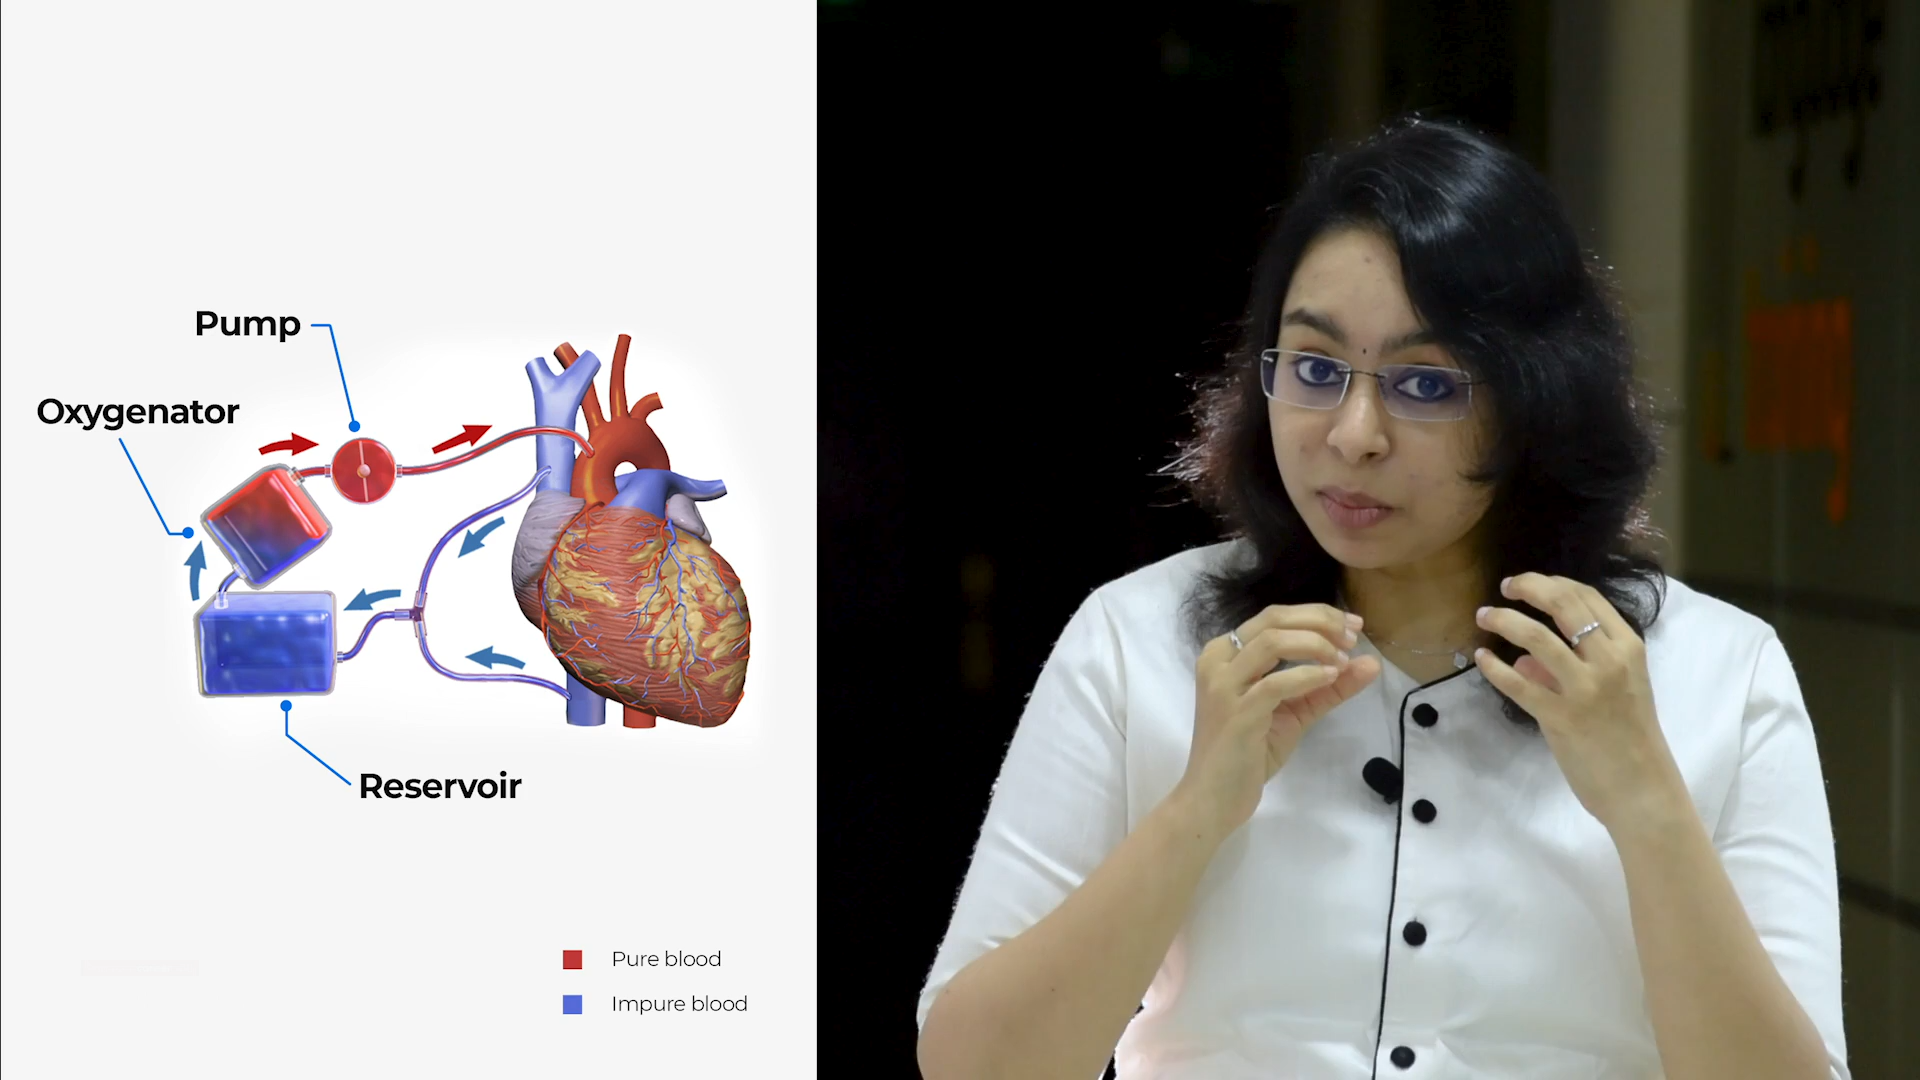 Pump
Oxygenator
Reservoir
Pure blood
Impure blood